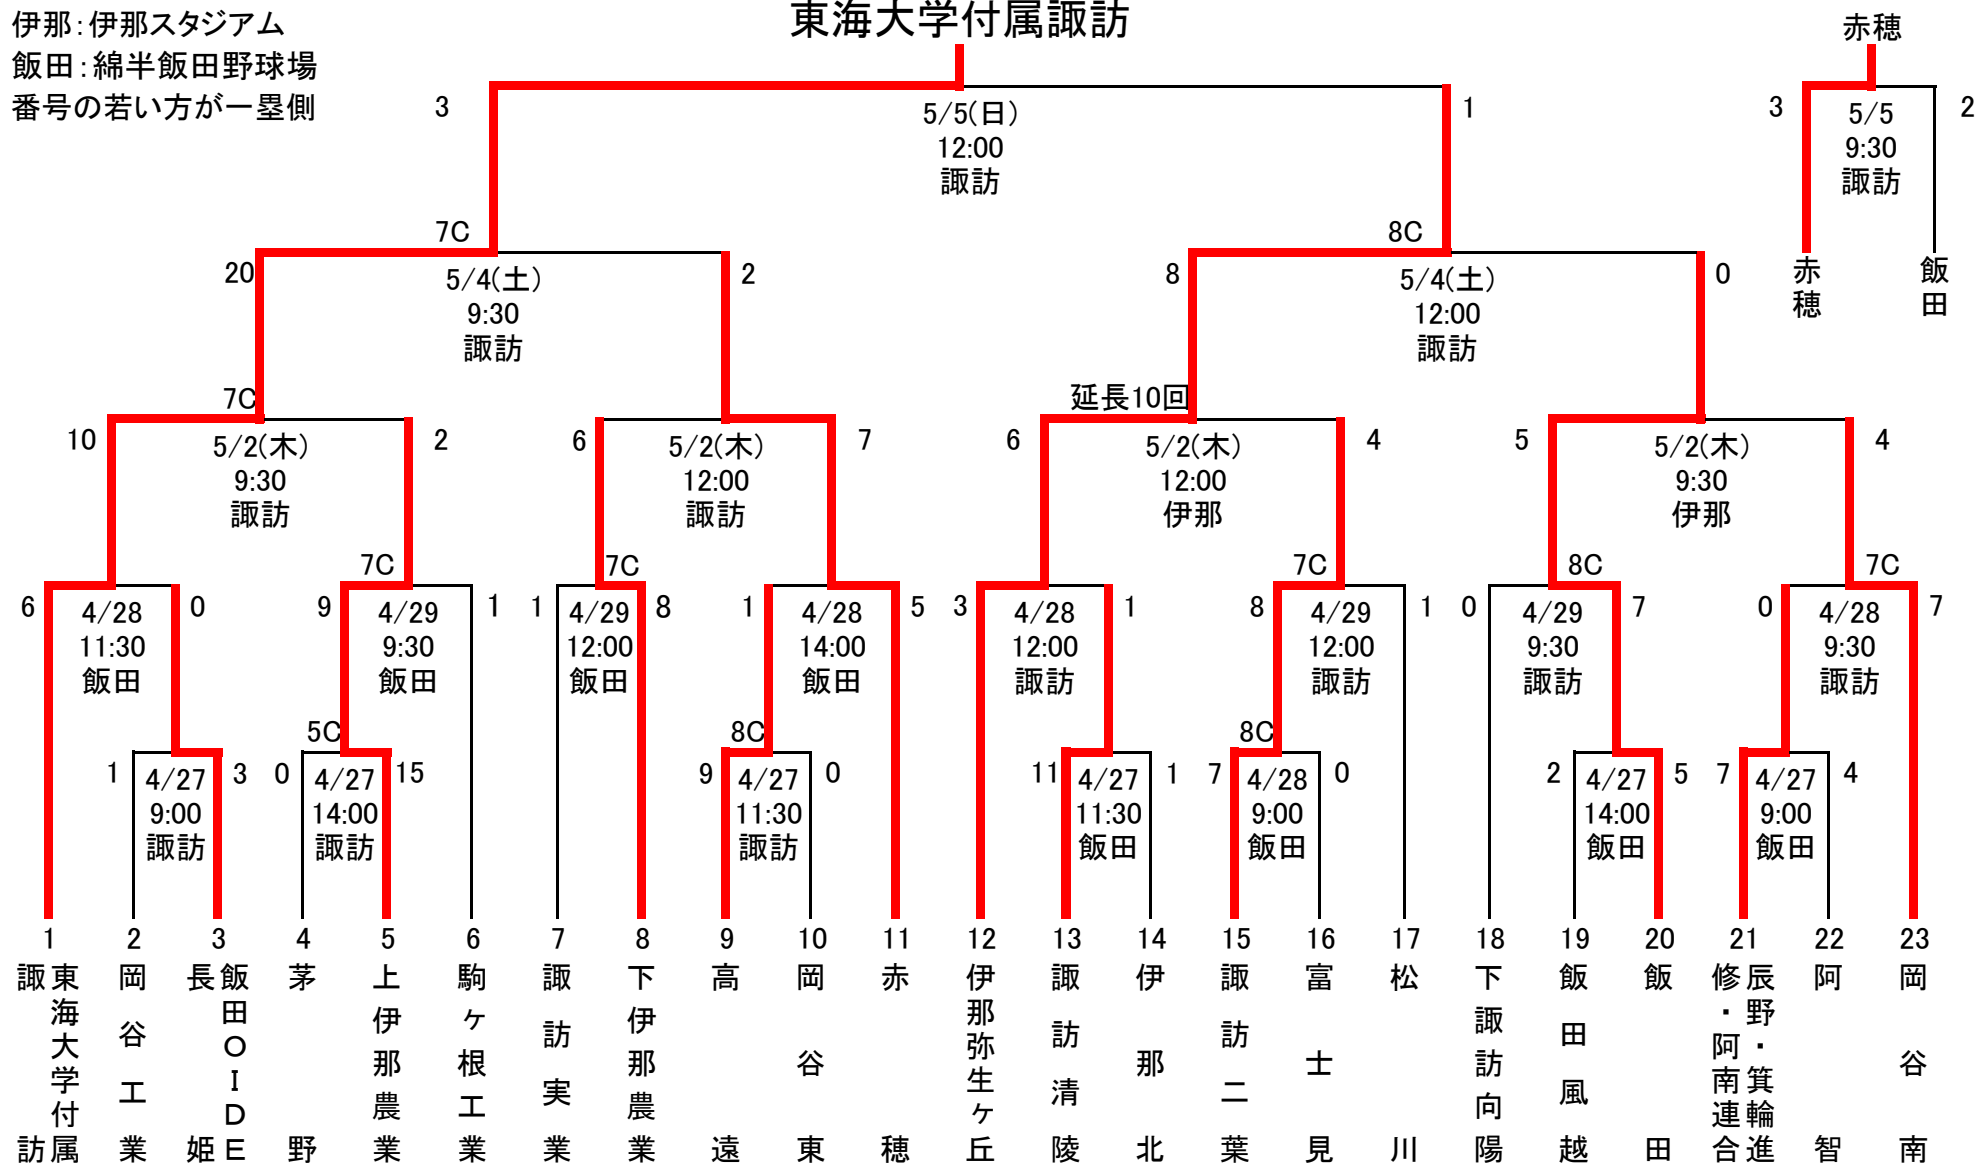 東海大学付属諏訪
伊那：伊那スタジアム
飯田：綿半飯田野球場
番号の若い方が一塁側
赤穂
3
5/5(日)
12:00
諏訪
1
3
5/5
9:30
諏訪
2
赤穂
飯田
7C
20
5/4(土)
9:30
諏訪
2
8C
8
5/4(土)
12:00
諏訪
0
7C
10
5/2(木)
9:30
諏訪
2
6
5/2(木)
12:00
諏訪
7
延長10回
6
5/2(木)
12:00
伊那
4
5
5/2(木)
9:30
伊那
4
6
4/28
11:30
飯田
0
7C
9
4/29
9:30
飯田
1
7C
1
4/29
12:00
飯田
8
1
4/28
14:00
飯田
5
3
4/28
12:00
諏訪
1
7C
8
4/29
12:00
諏訪
1
8C
0
4/29
9:30
諏訪
7
7C
0
4/28
9:30
諏訪
7
1
4/27
9:00
諏訪
3
5C
0
4/27
14:00
諏訪
15
8C
9
4/27
11:30
諏訪
0
11
4/27
11:30
飯田
1
8C
7
4/28
9:00
飯田
0
2
4/27
14:00
飯田
5
7
4/27
9:00
飯田
4
1
東海大学付属
諏訪
2
岡谷工業
3
飯田ＯＩＤＥ
長姫
4
茅野
5
上伊那農業
6
駒ヶ根工業
7
諏訪実業
8
下伊那農業
9
高遠
10
岡谷東
11
赤穂
12
伊那弥生ヶ丘
13
諏訪清陵
14
伊那北
15
諏訪二葉
16
富士見
17
松川
18
下諏訪向陽
19
飯田風越
20
飯田
21
辰野・箕輪進
修・阿南連合
22
阿智
23
岡谷南